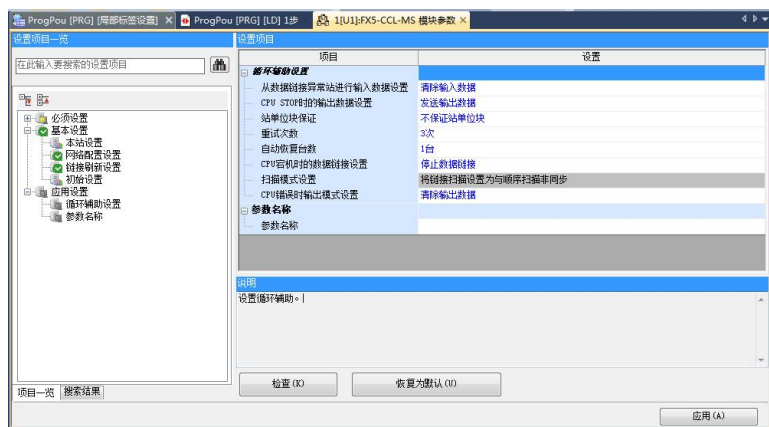 ProgPou [PRG] [局部标签设置] ProgPou [PRG] [LD] 1步 1[U1]:FX5-CCL-MS 模块参数
设置项目一览
在此输入要搜索的设置项目
必须设置
基本设置
本站设置
网络配置设置
链接刷新设置
初始设置
应用设置
循环辅助设置
参数名称
项目一览 搜索结果
设置项目
项目 设置
循环辅助设置
从数据链接异常站进行输入数据设置 清除输入数据
CPU STOP时的输出数据设置 发送输出数据
站单位块保证 不保证站单位块
重试次数 3次
自动恢复台数 1台
CPU宕机时的数据链接设置 停止数据链接
扫描模式设置 将链接扫描设置为与顺序扫描非同步
CPU错误时输出模式设置 清除输出数据
参数名称
参数名称
说明
设置循环辅助。
检查(K) 恢复为默认(U)
应用(A)